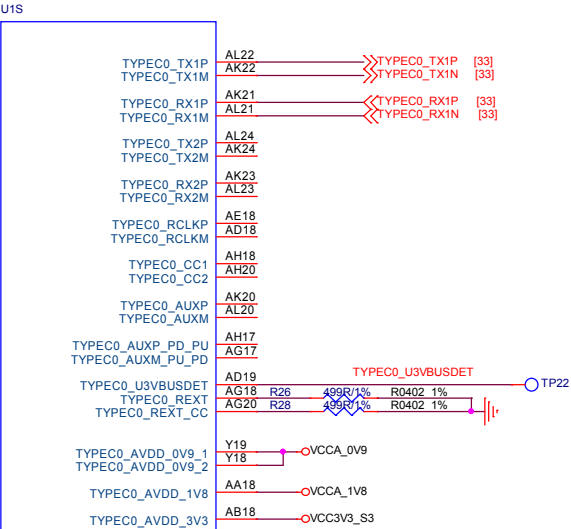 U1S
TYPEC0_TX1P AL22 TYPEC0_TX1P [33]
TYPEC0_TX1M AK22 TYPEC0_TX1N [33]
TYPEC0_RX1P AK21 TYPEC0_RX1P [33]
TYPEC0_RX1M AL21 TYPEC0_RX1N [33]
TYPEC0_TX2P AL24
TYPEC0_TX2M AK24
TYPEC0_RX2P AK23
TYPEC0_RX2M AL23
TYPEC0_RCLKP AE18
TYPEC0_RCLKM AD18
TYPEC0_CC1 AH18
TYPEC0_CC2 AH20
TYPEC0_AUXP AK20
TYPEC0_AUXM AL20
TYPEC0_AUXP_PD_PU AH17
TYPEC0_AUXM_PU_PD AG17
TYPEC0_U3VBUSDET AD19 TYPEC0_U3VBUSDET TP22
TYPEC0_REXT AG18 R26 499R/1% R0402 1%
TYPEC0_REXT_CC AG20 R28 499R/1% R0402 1%
TYPEC0_AVDD_0V9_1 Y19 VCCA_0V9
TYPEC0_AVDD_0V9_2 Y18
TYPEC0_AVDD_1V8 AA18 VCCA_1V8
TYPEC0_AVDD_3V3 AB18 VCC3V3_S3